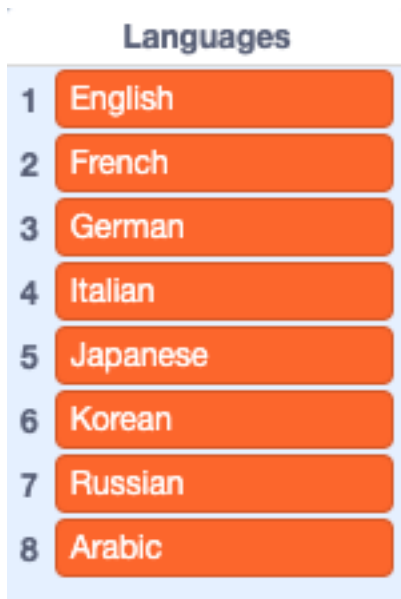 Languages
1 English
2 French
3 German
4 Italian
5 Japanese
6 Korean
7 Russian
8 Arabic